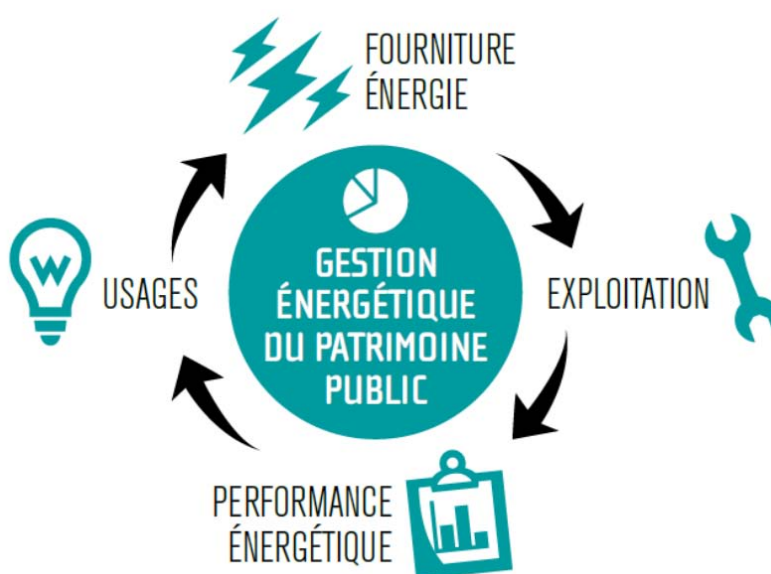 FOURNITURE
ÉNERGIE
GESTION
ÉNERGÉTIQUE
DU PATRIMOINE
PUBLIC
EXPLOITATION
PERFORMANCE
ÉNERGÉTIQUE
W
USAGES